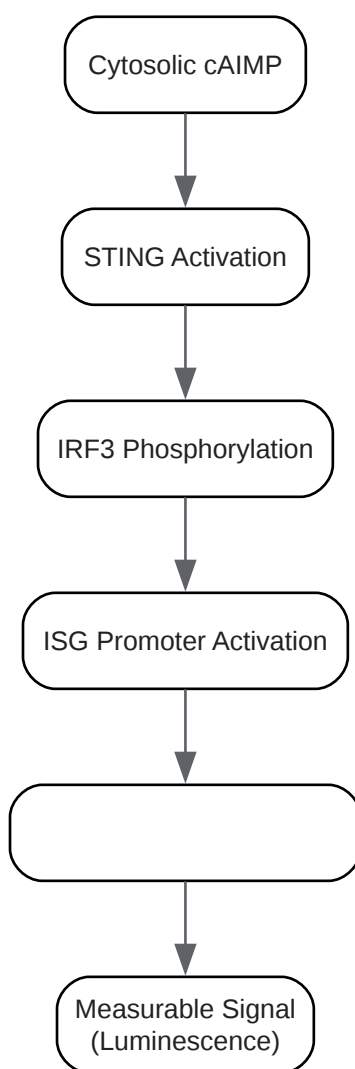 Cytosolic cAIMP
STING Activation
IRF3 Phosphorylation
ISG Promoter Activation
Measurable Signal
(Luminescence)